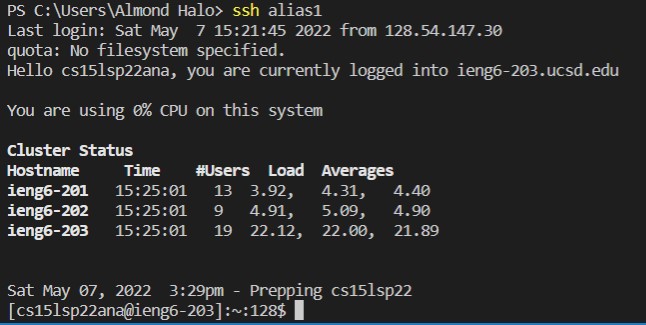 PS C:\Users\Almond Halo> ssh alias1
Last login: Sat May  7 15:21:45 2022 from 128.54.147.30
quota: No filesystem specified.
Hello cs15lsp22ana, you are currently logged into ieng6-203.ucsd.edu
You are using 0% CPU on this system
Cluster Status
Hostname     Time    #Users  Load  Averages
ieng6-201   15:25:01   13  3.92,   4.31,   4.40
ieng6-202   15:25:01   9   4.91,   5.09,   4.90
ieng6-203   15:25:01   19  22.12,  22.00,  21.89
Sat May 07, 2022  3:29pm - Prepping cs15lsp22
[cs15lsp22ana@ieng6-203]:~:128$